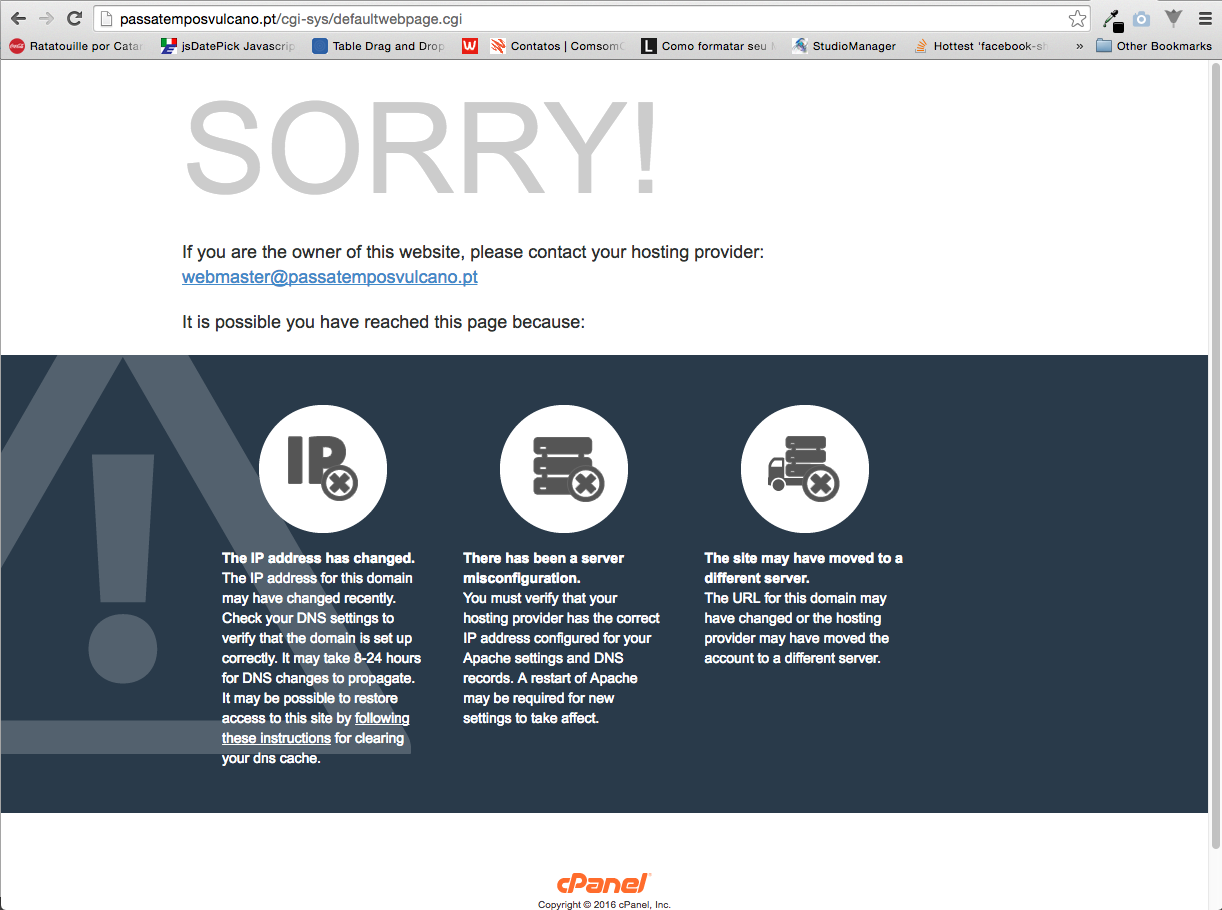 passatemposvulcano.pt/cgi-sys/defaultwebpage.cgi
Ratatouille por Catar jsDatePick Javascrip Table Drag and Drop W Contatos | Comsom L Como formatar seu StudioManager Hottest 'facebook-sh » Other Bookmarks
SORRY!
If you are the owner of this website, please contact your hosting provider:
webmaster@passatemposvulcano.pt
It is possible you have reached this page because:
IP
The IP address has changed.
The IP address for this domain
may have changed recently.
Check your DNS settings to
verify that the domain is set up
correctly. It may take 8-24 hours
for DNS changes to propagate.
It may be possible to restore
access to this site by following
these instructions for clearing
your dns cache.
There has been a server
misconfiguration.
You must verify that your
hosting provider has the correct
IP address configured for your
Apache settings and DNS
records. A restart of Apache
may be required for new
settings to take affect.
The site may have moved to a
different server.
The URL for this domain may
have changed or the hosting
provider may have moved the
account to a different server.
cPanel
Copyright © 2016 cPanel, Inc.